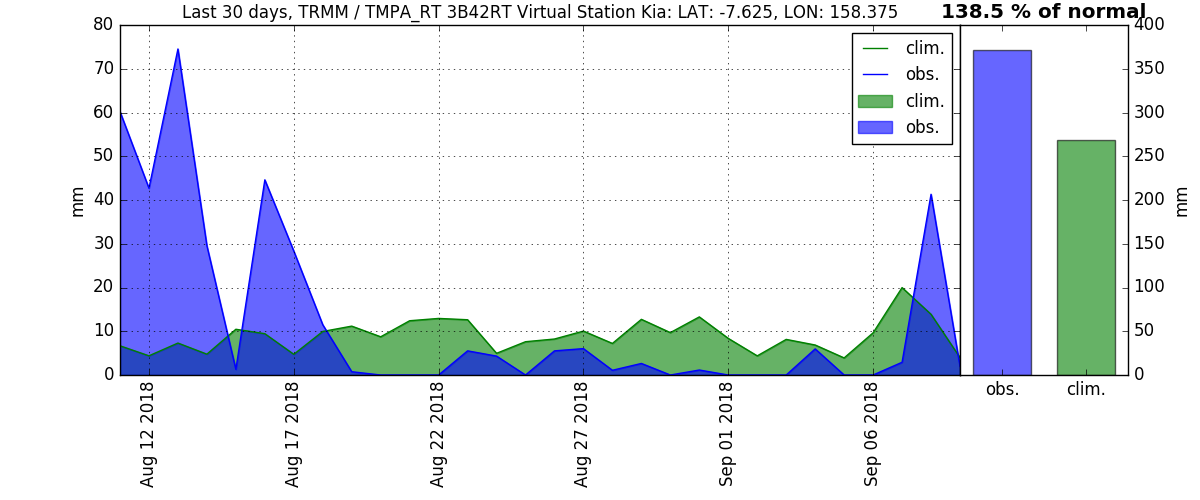 Last 30 days, TRMM / TMPA_RT 3B42RT Virtual Station Kia: LAT: -7.625, LON: 158.375
138.5 % of normal
80
70
60
50
40
30
20
10
0
mm
clim.
obs.
clim.
obs.
400
350
300
250
200
150
100
50
0
mm
Aug 12 2018
Aug 17 2018
Aug 22 2018
Aug 27 2018
Sep 01 2018
Sep 06 2018
obs.
clim.